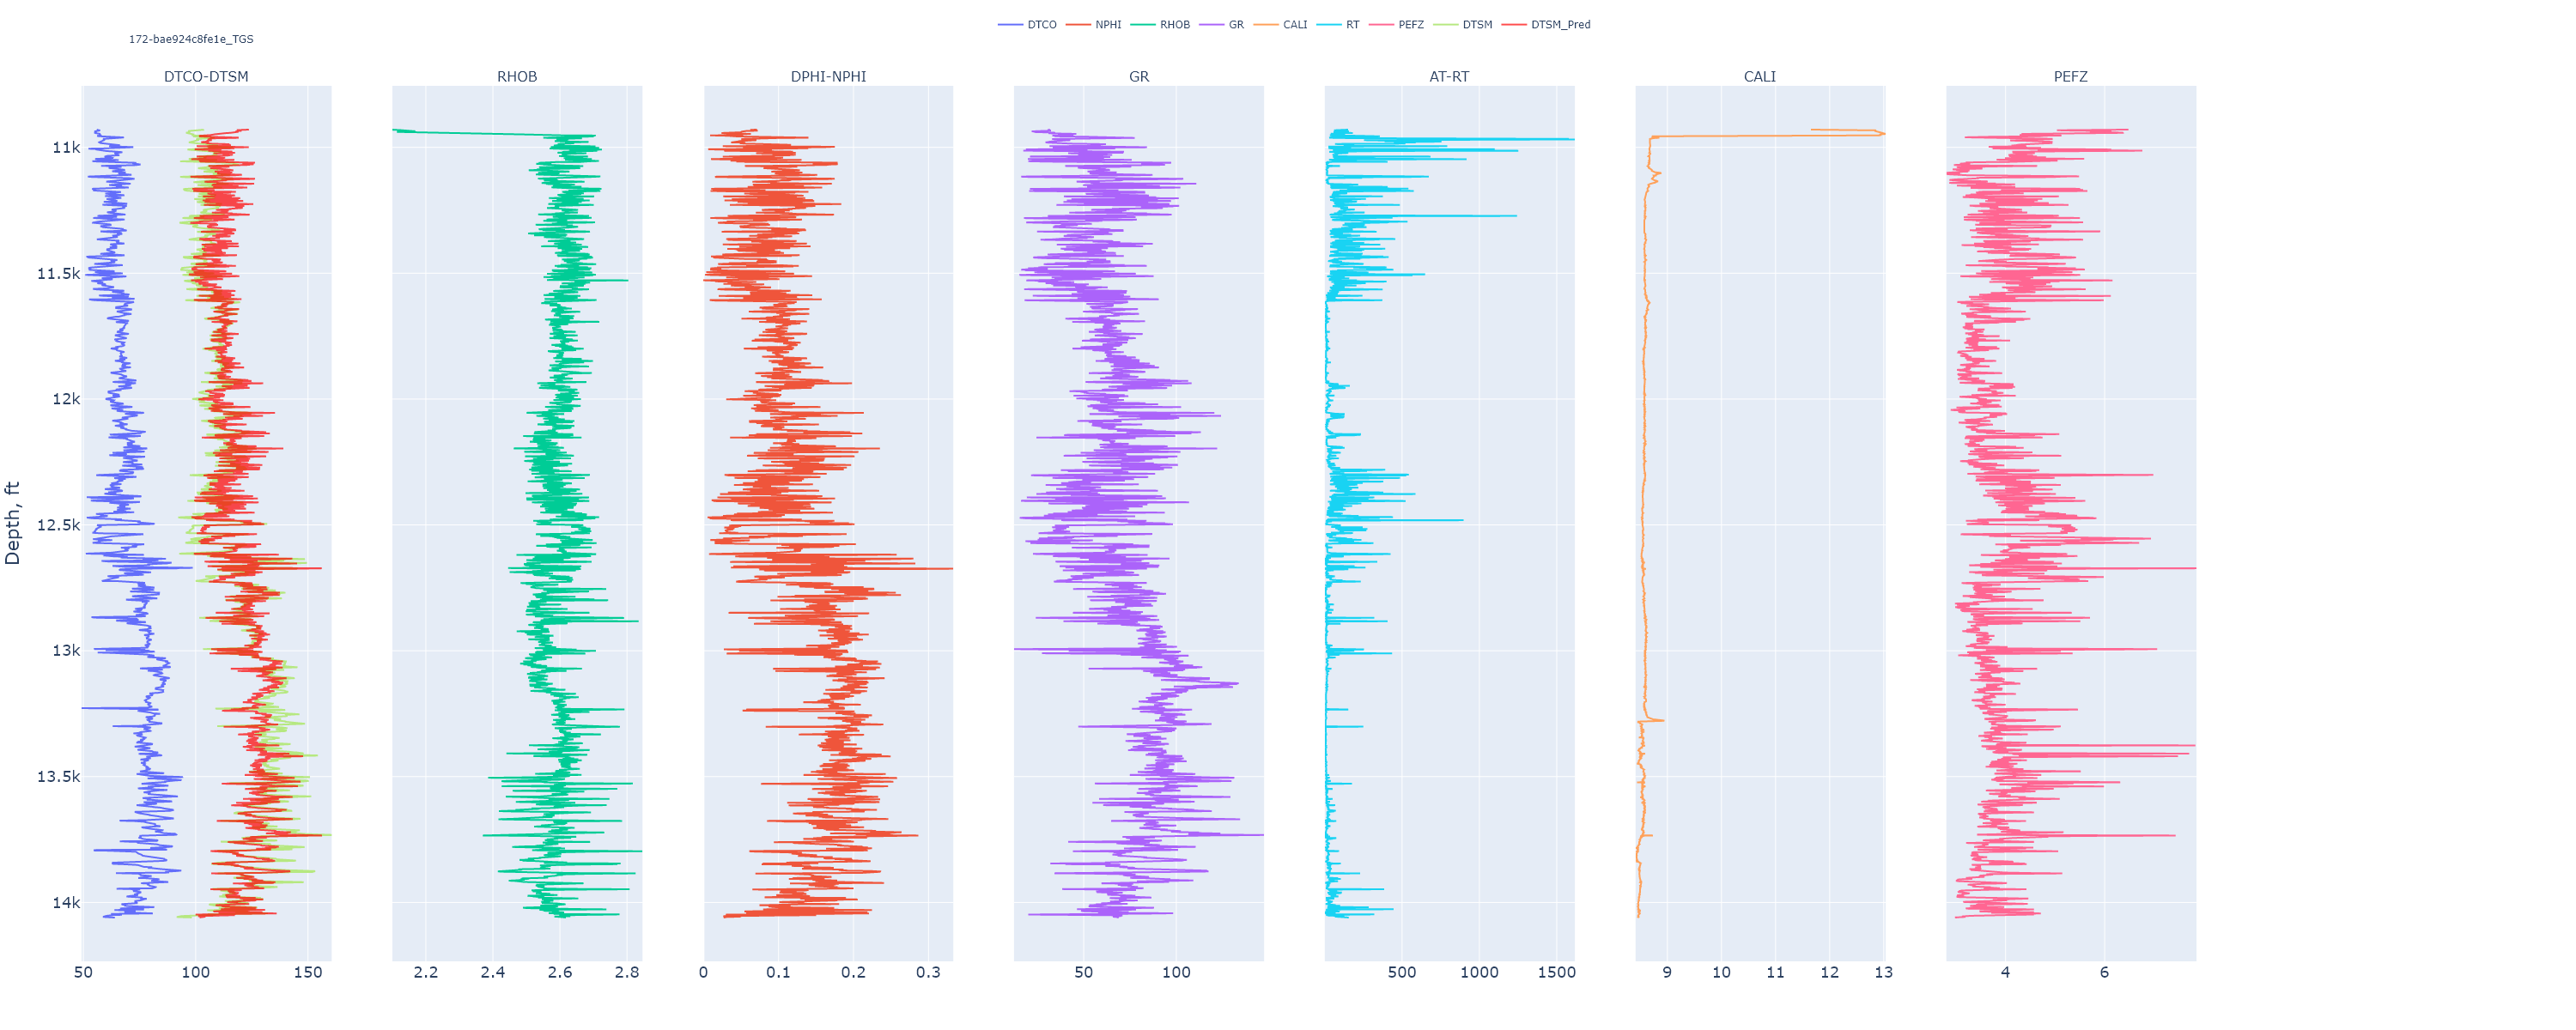 DTCO NPHI RHOB GR CALI RT PEFZ DTSM DTSM_Pred
172-bae924c8fe1e_TGS
DTCO-DTSM RHOB DPHI-NPHI GR AT-RT CALI PEFZ
11k
11.5k
12k
12.5k
13k
13.5k
14k
Depth, ft
50 100 150 2.2 2.4 2.6 2.8 0 0.1 0.2 0.3 50 100 500 1000 1500 9 10 11 12 13 4 6